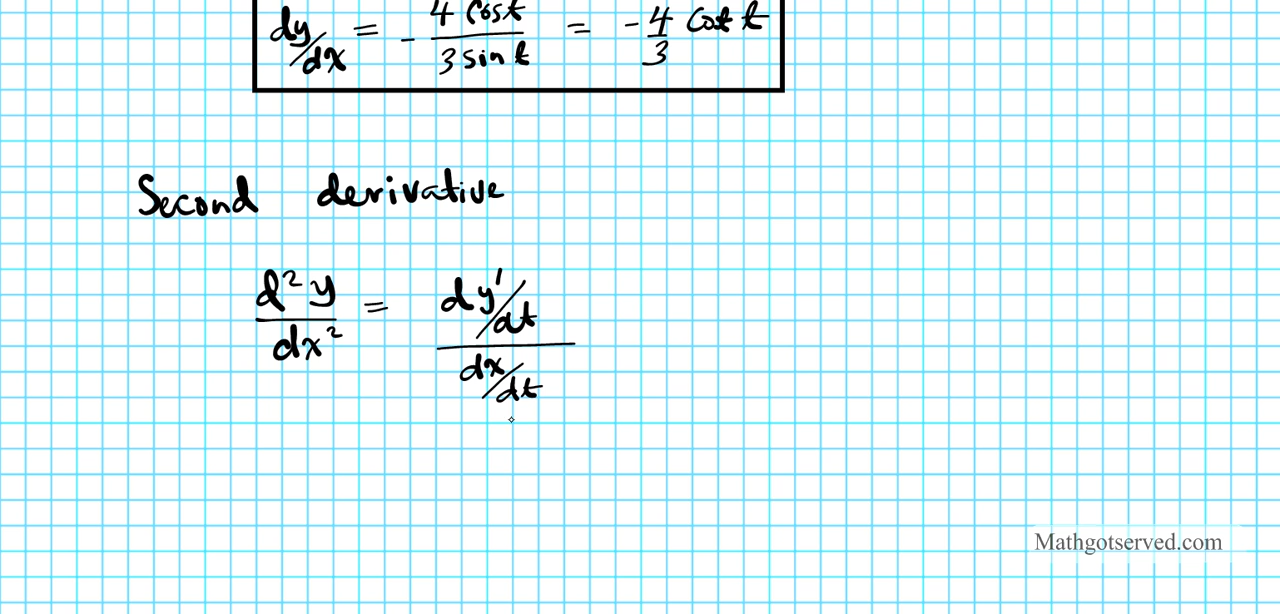 dy/dx = - 4 cos t / 3 sin t = - 4/3 cot t
Second derivative
d²y/dx² = dy'/dt / dx/dt
Mathgotserved.com